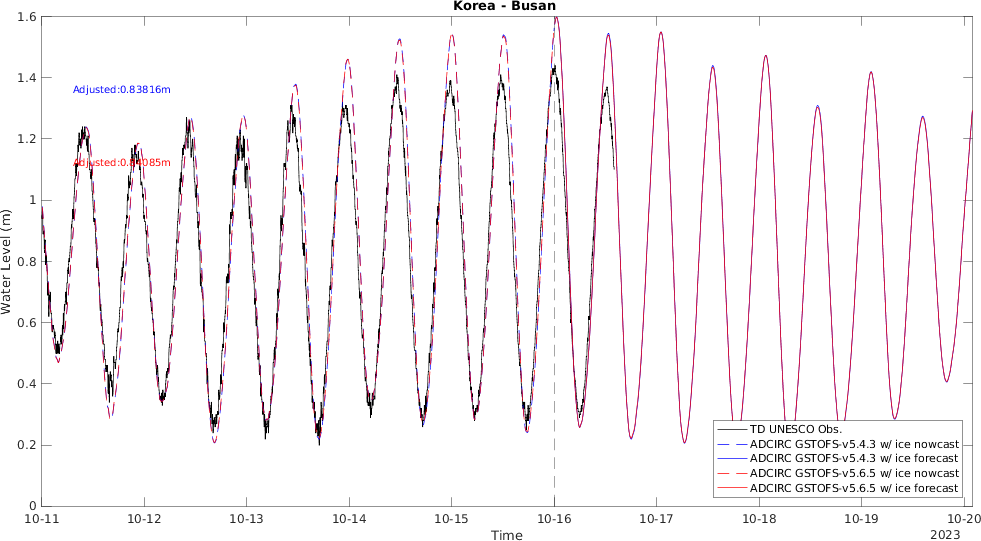 Korea - Busan
1.6
1.4
1.2
1
0.8
0.6
0.4
0.2
0
Water Level (m)
Adjusted:0.83816m
TD UNESCO Obs.
ADCIRC GSTOFS-v5.4.3 w/ ice nowcast
ADCIRC GSTOFS-v5.4.3 w/ ice forecast
ADCIRC GSTOFS-v5.6.5 w/ ice nowcast
ADCIRC GSTOFS-v5.6.5 w/ ice forecast
10-11 10-12 10-13 10-14 10-15 10-16 10-17 10-18 10-19 10-20
Time
2023